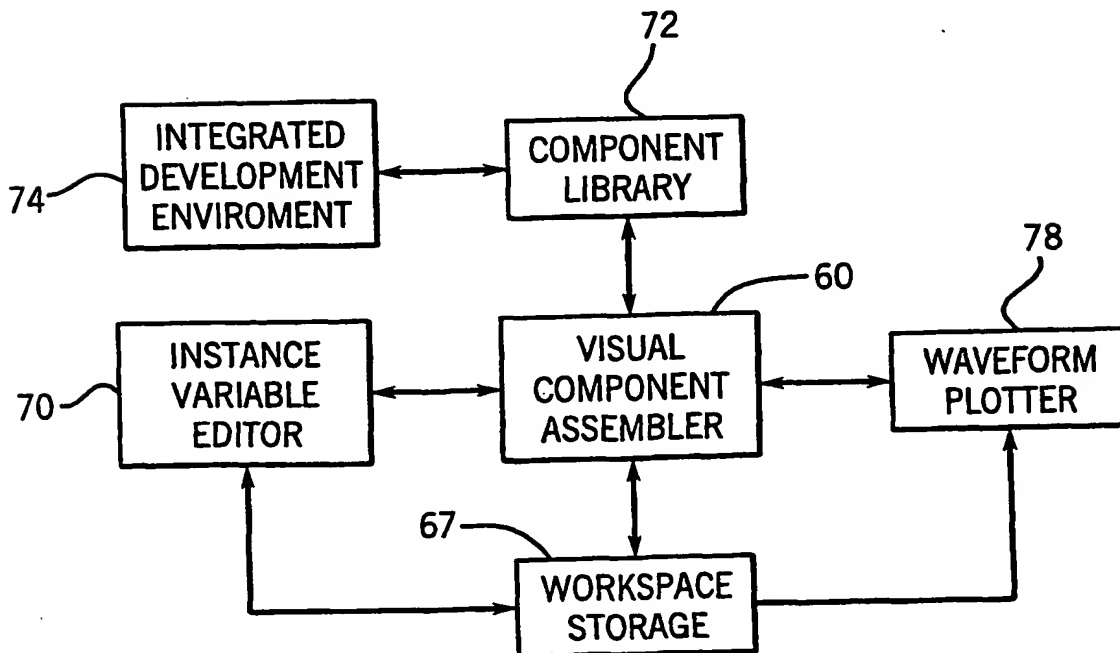 72
INTEGRATED
DEVELOPMENT
ENVIROMENT
74
COMPONENT
LIBRARY
78
60
INSTANCE
VARIABLE
EDITOR
70
VISUAL
COMPONENT
ASSEMBLER
WAVEFORM
PLOTTER
67
WORKSPACE
STORAGE